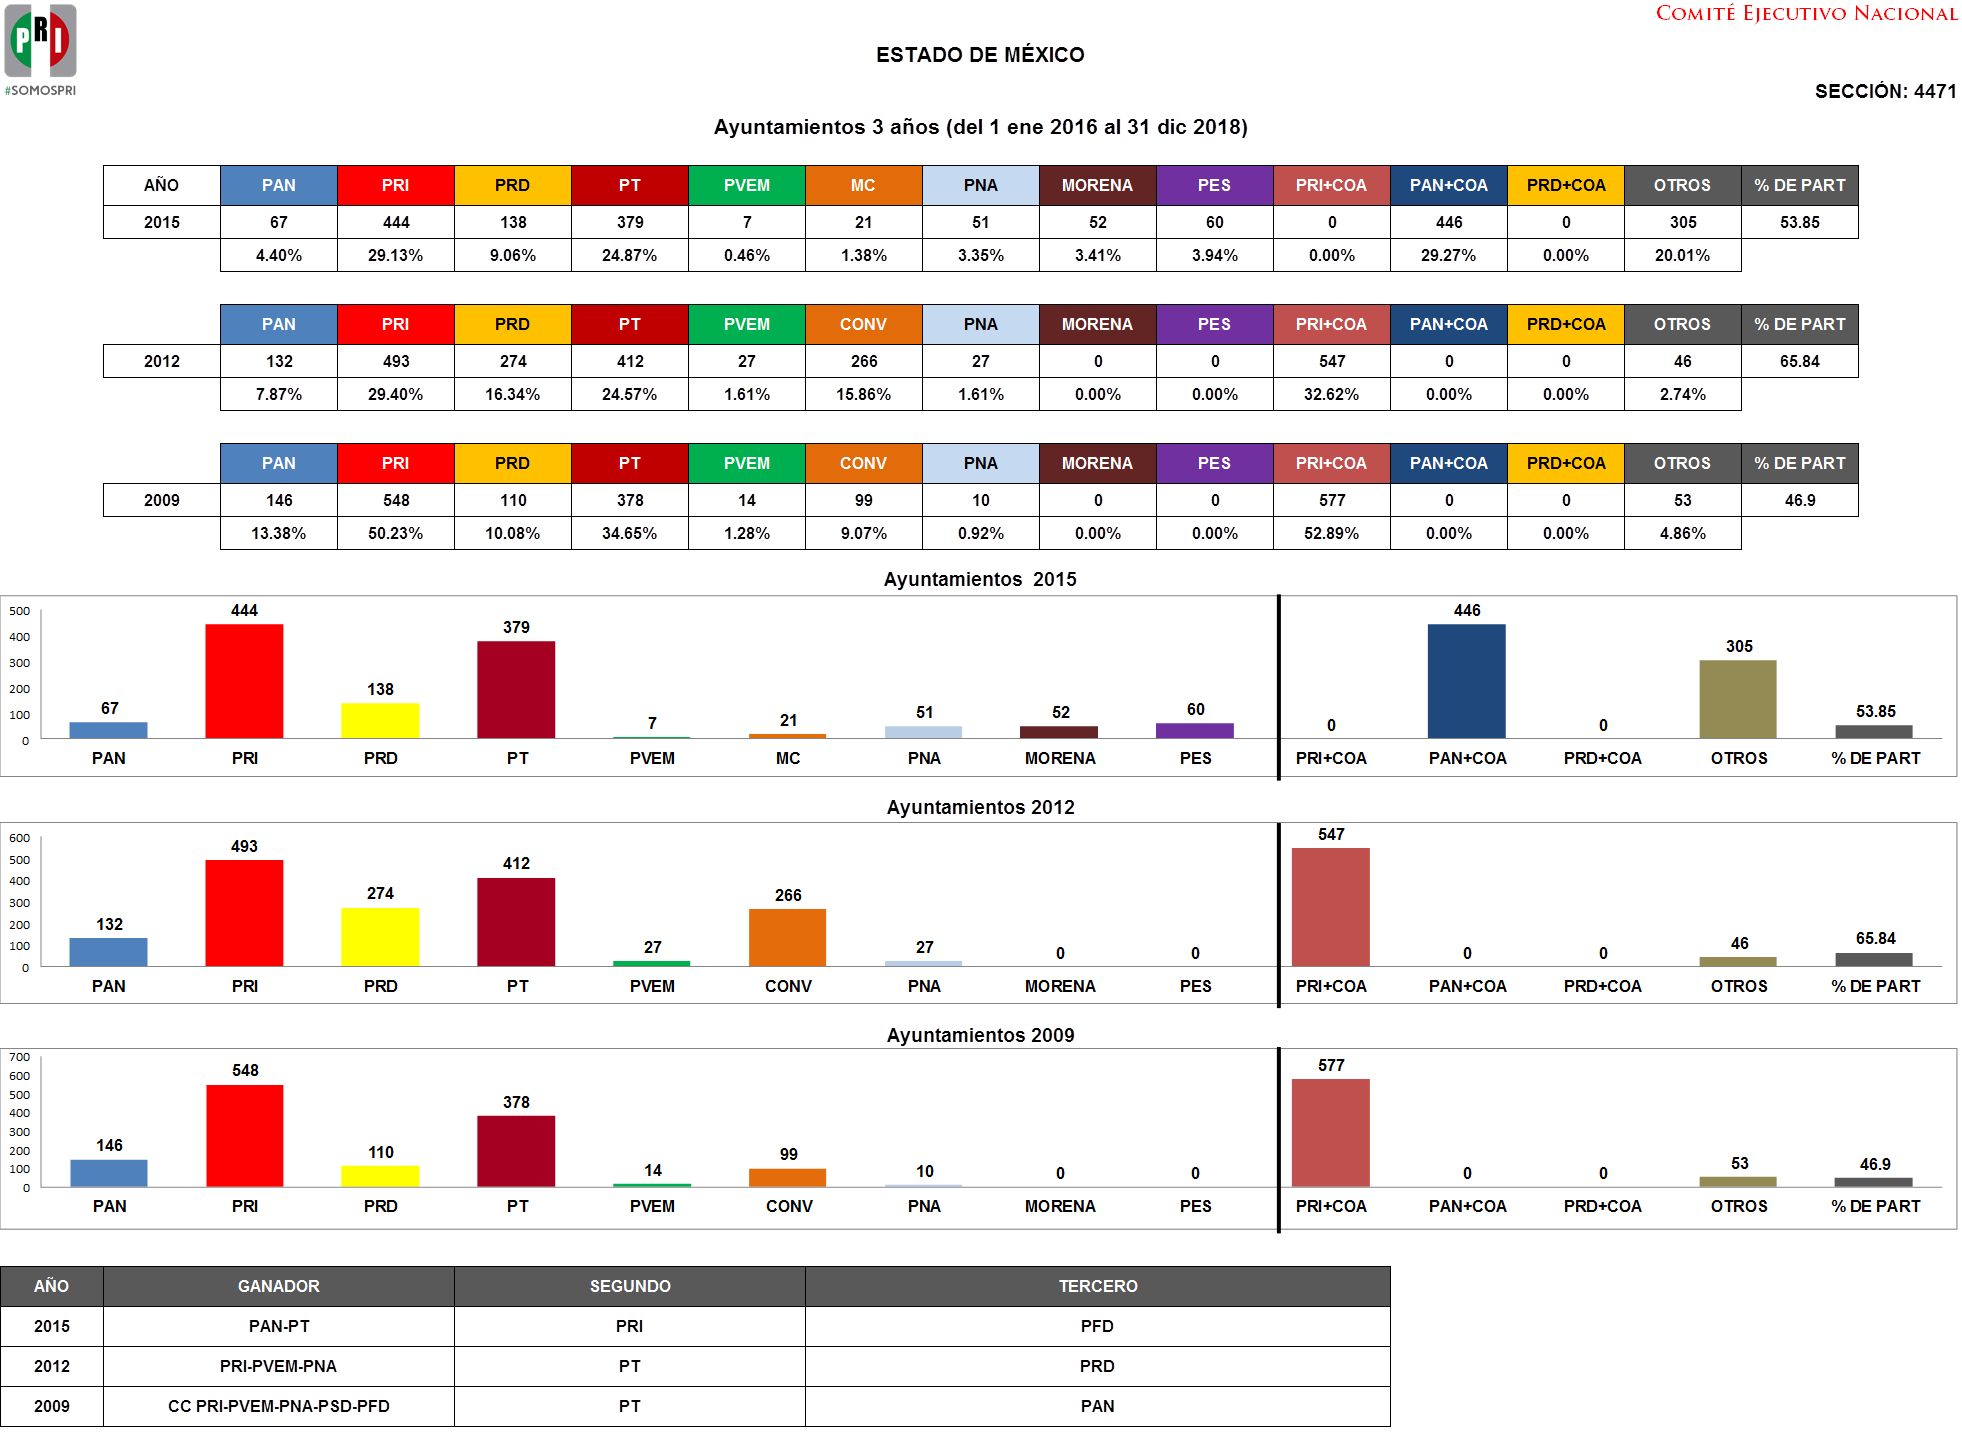 PRI
#SOMOSPRI
COMITÉ EJECUTIVO NACIONAL
ESTADO DE MÉXICO
SECCIÓN: 4471
Ayuntamientos 3 años (del 1 ene 2016 al 31 dic 2018)
AÑO PAN PRI PRD PT PVEM MC PNA MORENA PES PRI+COA PAN+COA PRD+COA OTROS % DE PART
2015 67 444 138 379 7 21 51 52 60 0 446 0 305 53.85
4.40% 29.13% 9.06% 24.87% 0.46% 1.38% 3.35% 3.41% 3.94% 0.00% 29.27% 0.00% 20.01%
PAN PRI PRD PT PVEM CONV PNA MORENA PES PRI+COA PAN+COA PRD+COA OTROS % DE PART
2012 132 493 274 412 27 266 27 0 0 547 0 0 46 65.84
7.87% 29.40% 16.34% 24.57% 1.61% 15.86% 1.61% 0.00% 0.00% 32.62% 0.00% 0.00% 2.74%
PAN PRI PRD PT PVEM CONV PNA MORENA PES PRI+COA PAN+COA PRD+COA OTROS % DE PART
2009 146 548 110 378 14 99 10 0 0 577 0 0 53 46.9
13.38% 50.23% 10.08% 34.65% 1.28% 9.07% 0.92% 0.00% 0.00% 52.89% 0.00% 0.00% 4.86%
Ayuntamientos 2015
500
400
300
200
100
0
67 444 138 379 7 21 51 52 60 0 446 0 305 53.85
PAN PRI PRD PT PVEM MC PNA MORENA PES PRI+COA PAN+COA PRD+COA OTROS % DE PART
Ayuntamientos 2012
600
500
400
300
200
100
0
132 493 274 412 27 266 27 0 0 547 0 0 46 65.84
PAN PRI PRD PT PVEM CONV PNA MORENA PES PRI+COA PAN+COA PRD+COA OTROS % DE PART
Ayuntamientos 2009
700
600
500
400
300
200
100
0
146 548 110 378 14 99 10 0 0 577 0 0 53 46.9
PAN PRI PRD PT PVEM CONV PNA MORENA PES PRI+COA PAN+COA PRD+COA OTROS % DE PART
AÑO GANADOR SEGUNDO TERCERO
2015 PAN-PT PRI PFD
2012 PRI-PVEM-PNA PT PRD
2009 CC PRI-PVEM-PNA-PSD-PFD PT PAN